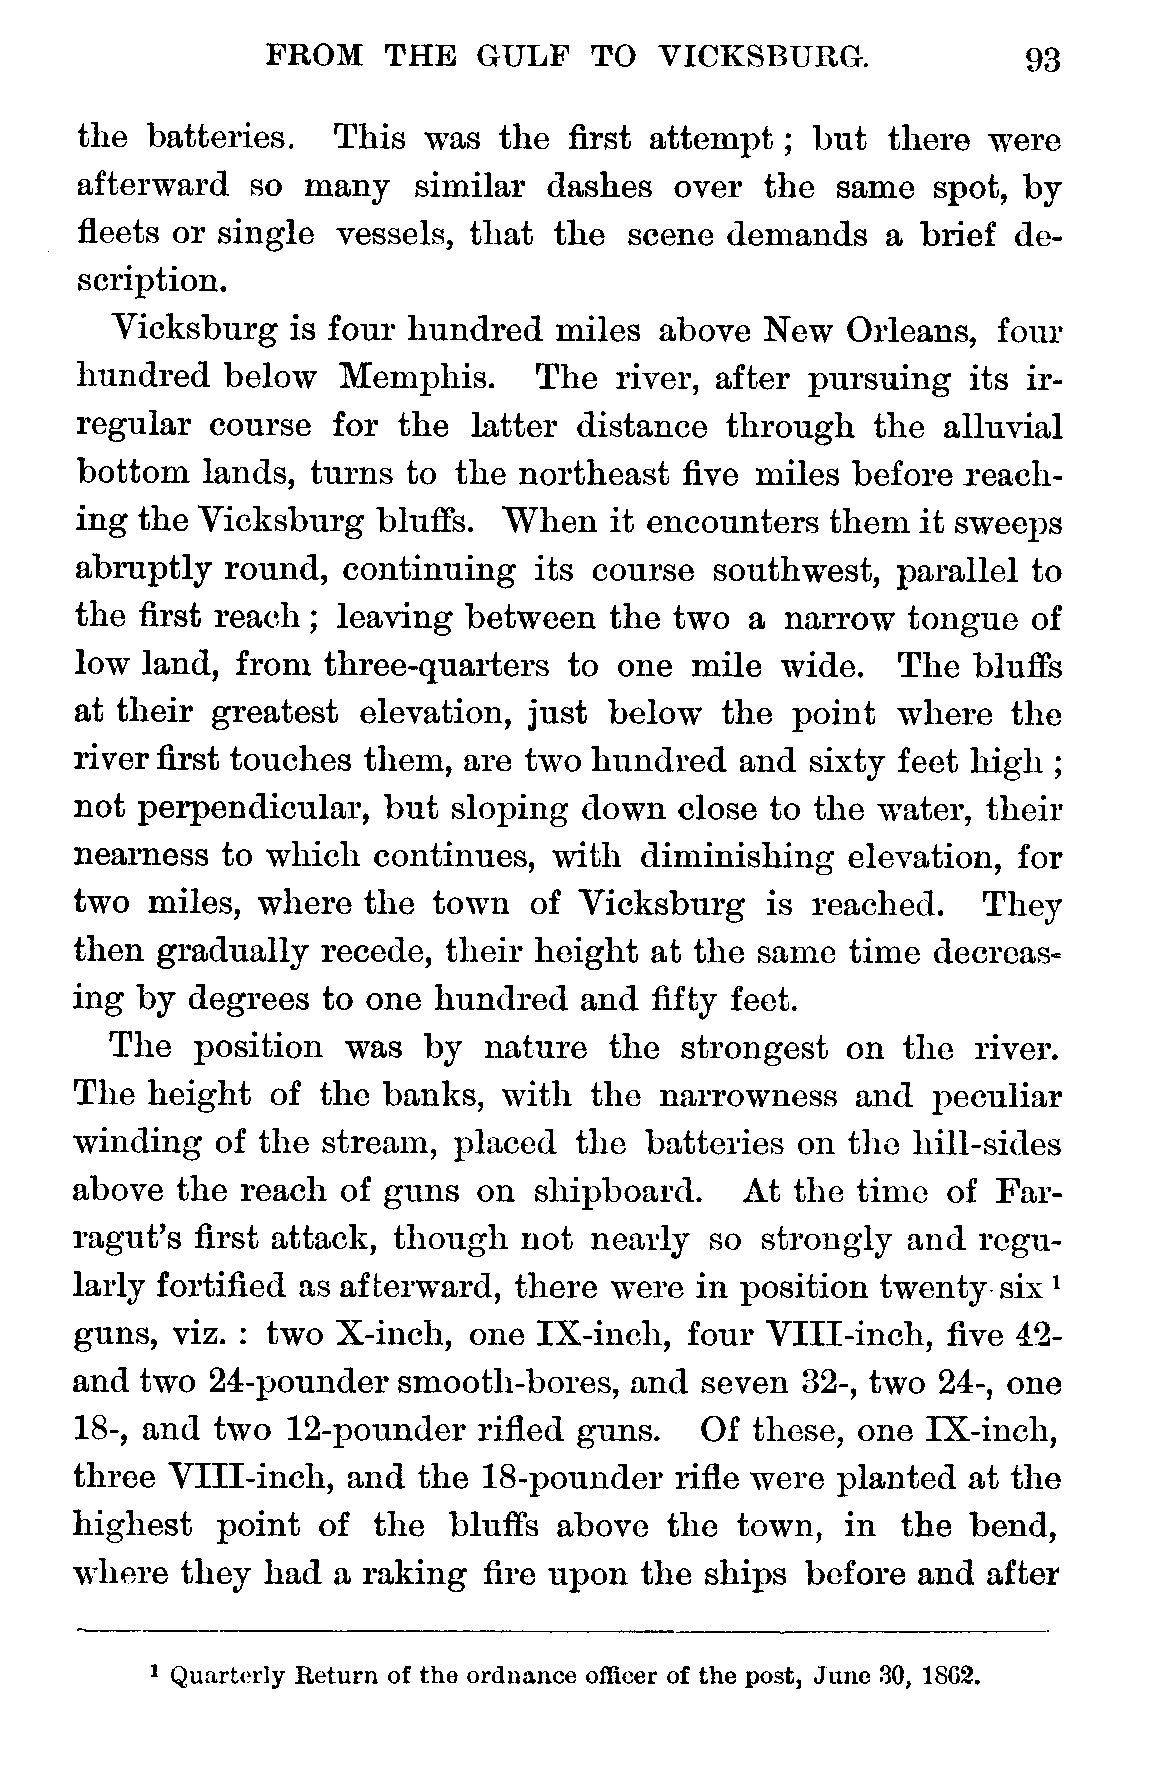 FROM THE GULF TO VICKSBURG. 93
the batteries. This was the first attempt ; but there were
afterward so many similar dashes over the same spot, by
fleets or single vessels, that the scene demands a brief de-
scription.
Vicksburg is four hundred miles above New Orleans, four
hundred below Memphis. The river, after pursuing its ir-
regular course for the latter distance through the alluvial
bottom lands, turns to the northeast five miles before reach-
ing the Vicksburg bluffs. When it encounters them it sweeps
abruptly round, continuing its course southwest, parallel to
the first reach ; leaving between the two a narrow tongue of
low land, from three-quarters to one mile wide. The bluffs
at their greatest elevation, just below the point where the
river first touches them, are two hundred and sixty feet high ;
not perpendicular, but sloping down close to the water, their
nearness to which continues, with diminishing elevation, for
two miles, where the town of Vicksburg is reached. They
then gradually recede, their height at the same time decreas-
ing by degrees to one hundred and fifty feet.
The position was by nature the strongest on the river.
The height of the banks, with the narrowness and peculiar
winding of the stream, placed the batteries on the hill-sides
above the reach of guns on shipboard. At the time of Far-
ragut's first attack, though not nearly so strongly and regu-
larly fortified as afterward, there were in position twenty-six ¹
guns, viz. : two X-inch, one IX-inch, four VIII-inch, five 42-
and two 24-pounder smooth-bores, and seven 32-, two 24-, one
18-, and two 12-pounder rifled guns. Of these, one IX-inch,
three VIII-inch, and the 18-pounder rifle were planted at the
highest point of the bluffs above the town, in the bend,
where they had a raking fire upon the ships before and after
¹ Quarterly Return of the ordnance officer of the post, June 30, 1862.